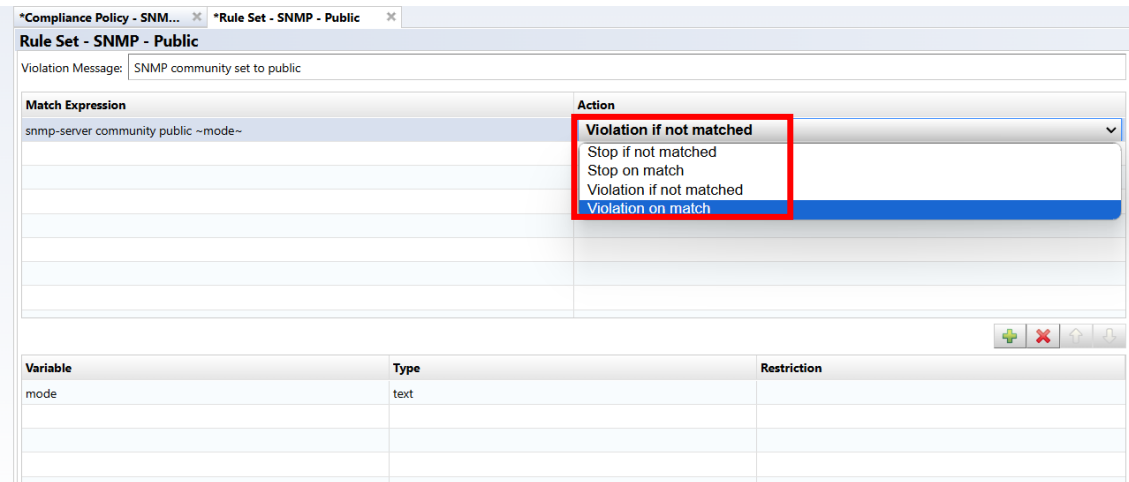 *Compliance Policy - SNM... *Rule Set - SNMP - Public
Rule Set - SNMP - Public
Violation Message: SNMP community set to public
Match Expression Action
snmp-server community public ~mode~ Violation if not matched
Stop if not matched
Stop on match
Violation if not matched
Violation on match
Variable Type Restriction
mode text